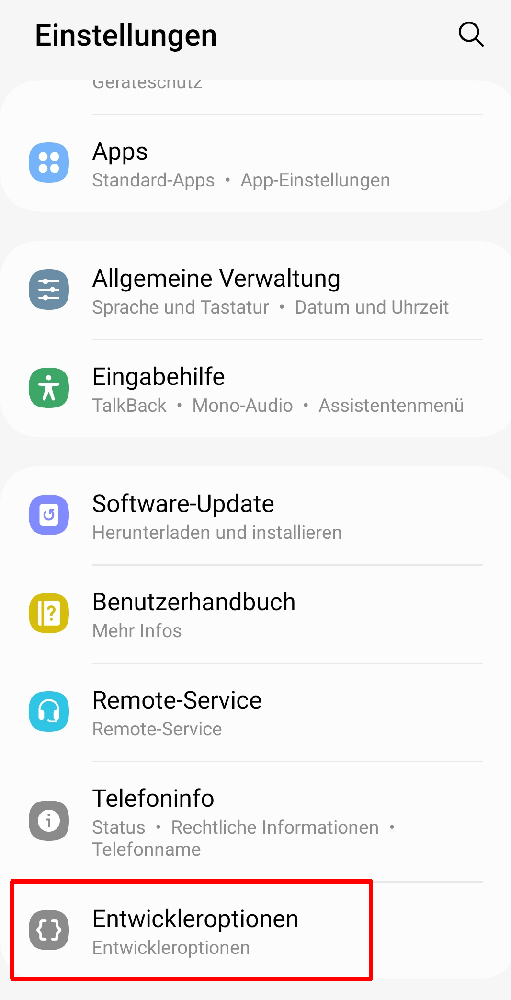 Einstellungen
Geräteschutz
Apps
Standard-Apps • App-Einstellungen
Allgemeine Verwaltung
Sprache und Tastatur • Datum und Uhrzeit
Eingabehilfe
TalkBack • Mono-Audio • Assistentenmenü
Software-Update
Herunterladen und installieren
Benutzerhandbuch
Mehr Infos
Remote-Service
Remote-Service
Telefoninfo
Status • Rechtliche Informationen •
Telefonname
Entwickleroptionen
Entwickleroptionen